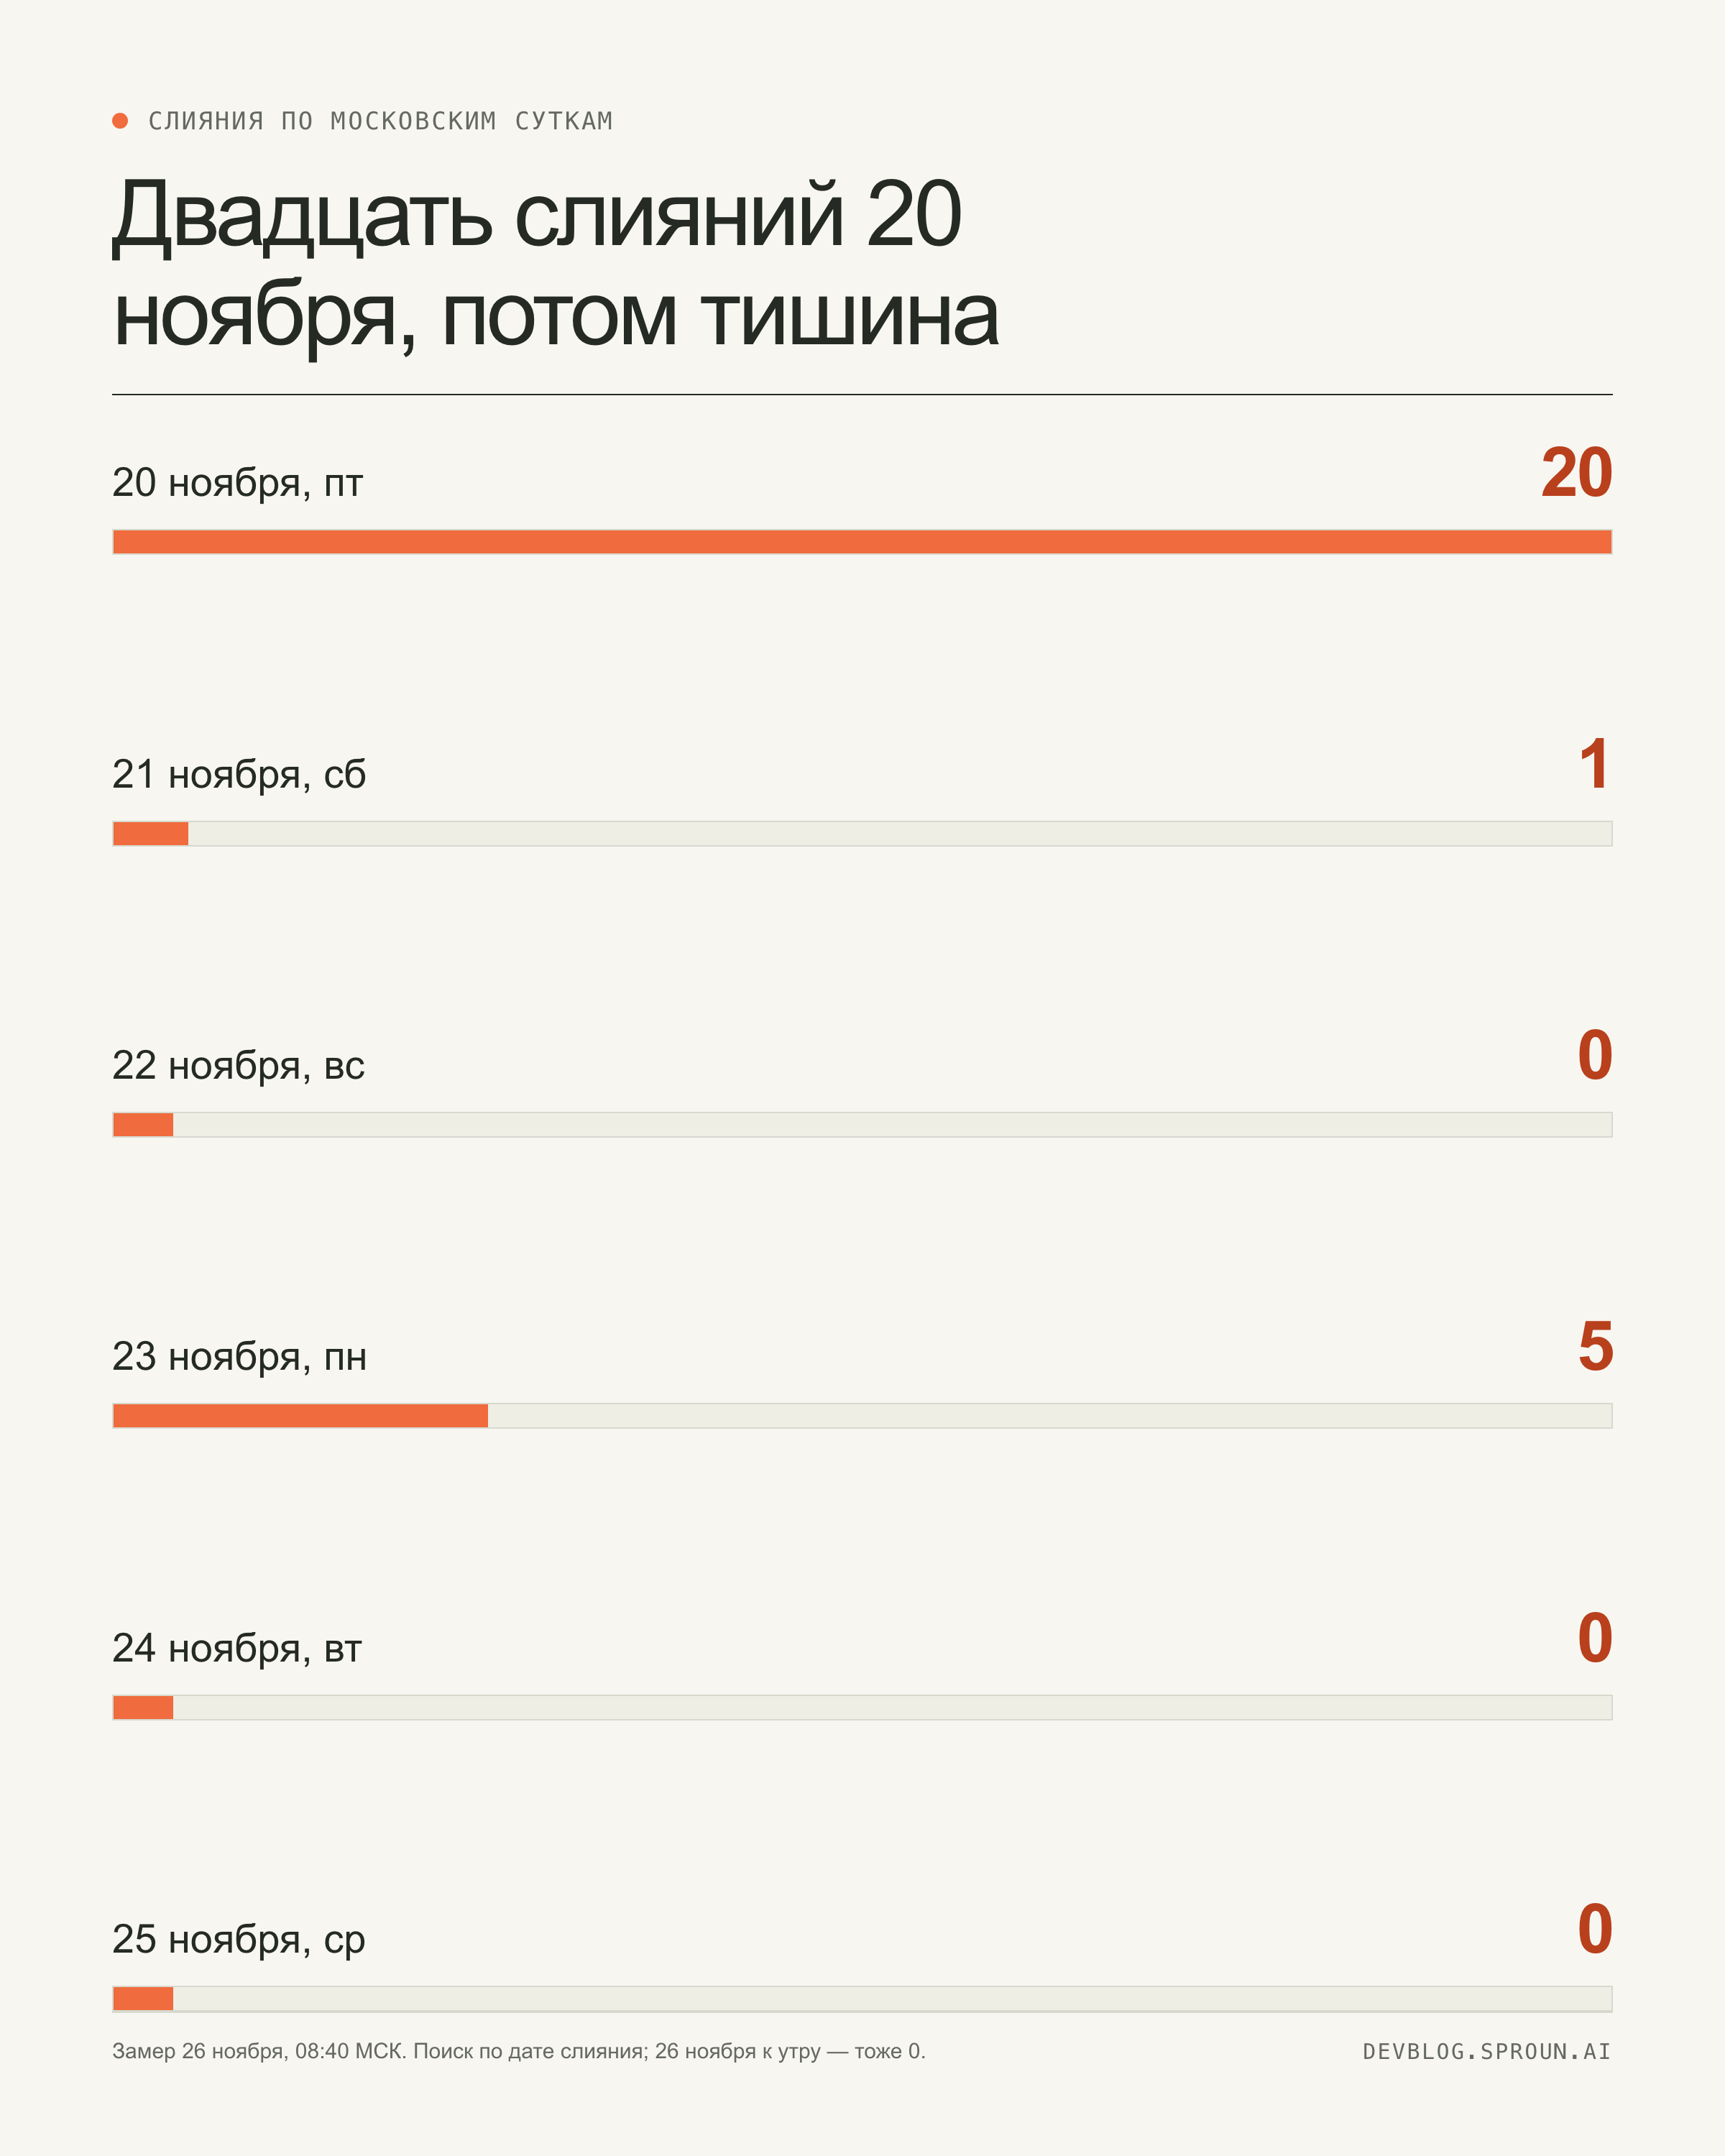 СЛИЯНИЯ ПО МОСКОВСКИМ СУТКАМ
Двадцать слияний 20
ноября, потом тишина
20 ноября, пт 20
21 ноября, сб 1
22 ноября, вс 0
23 ноября, пн 5
24 ноября, вт 0
25 ноября, ср 0
Замер 26 ноября, 08:40 МСК. Поиск по дате слияния; 26 ноября к утру — тоже 0. DEVBLOG.SPROUN.AI